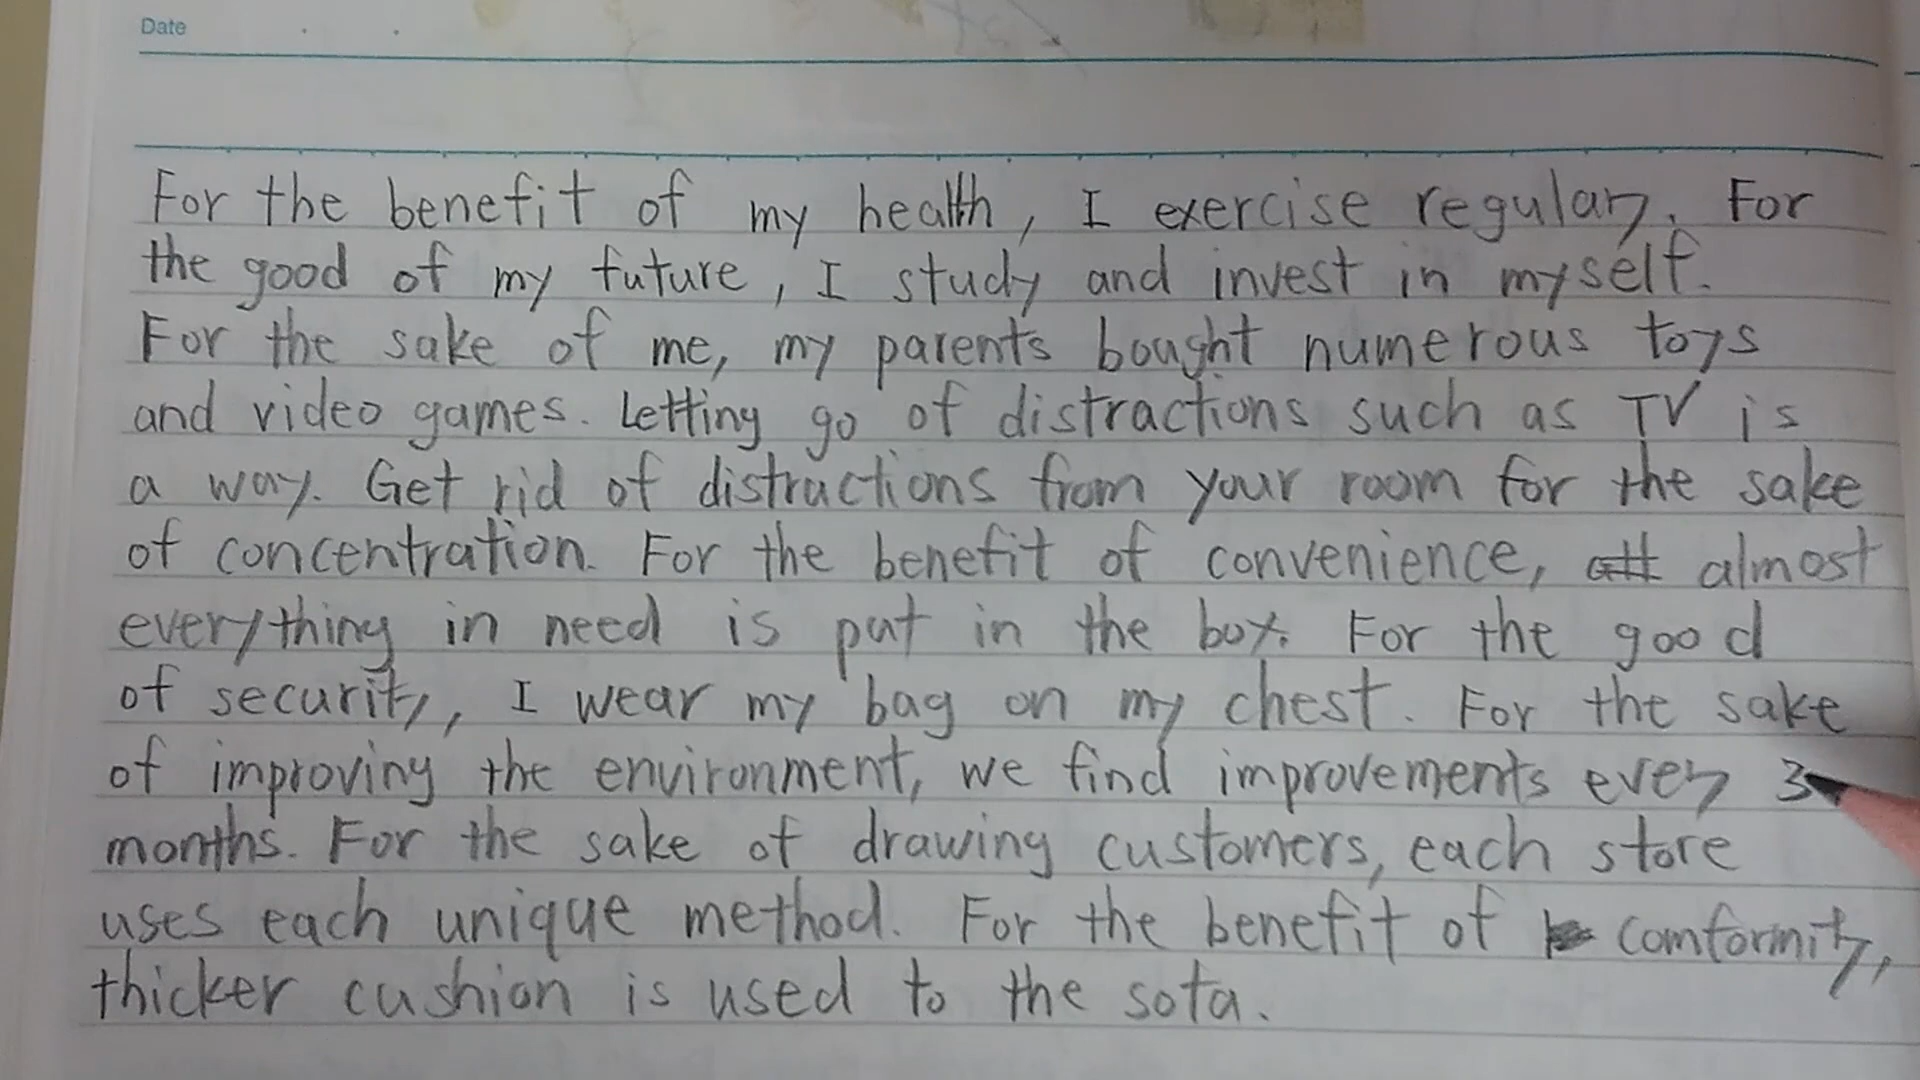 Date
For the benefit of my health, I exercise regulary. For
the good of my future, I study and invest in myself.
For the sake of me, my parents bought numerous toys
and video games. Letting go of distractions such as TV is
a way. Get rid of distractions from your room for the sake
of concentration. For the benefit of convenience, almost
everything in need is put in the box. For the good
of security, I wear my bag on my chest. For the sake
of improving the environment, we find improvements every 3
months. For the sake of drawing customers, each store
uses each unique method. For the benefit of comformity,
thicker cushion is used to the sofa.